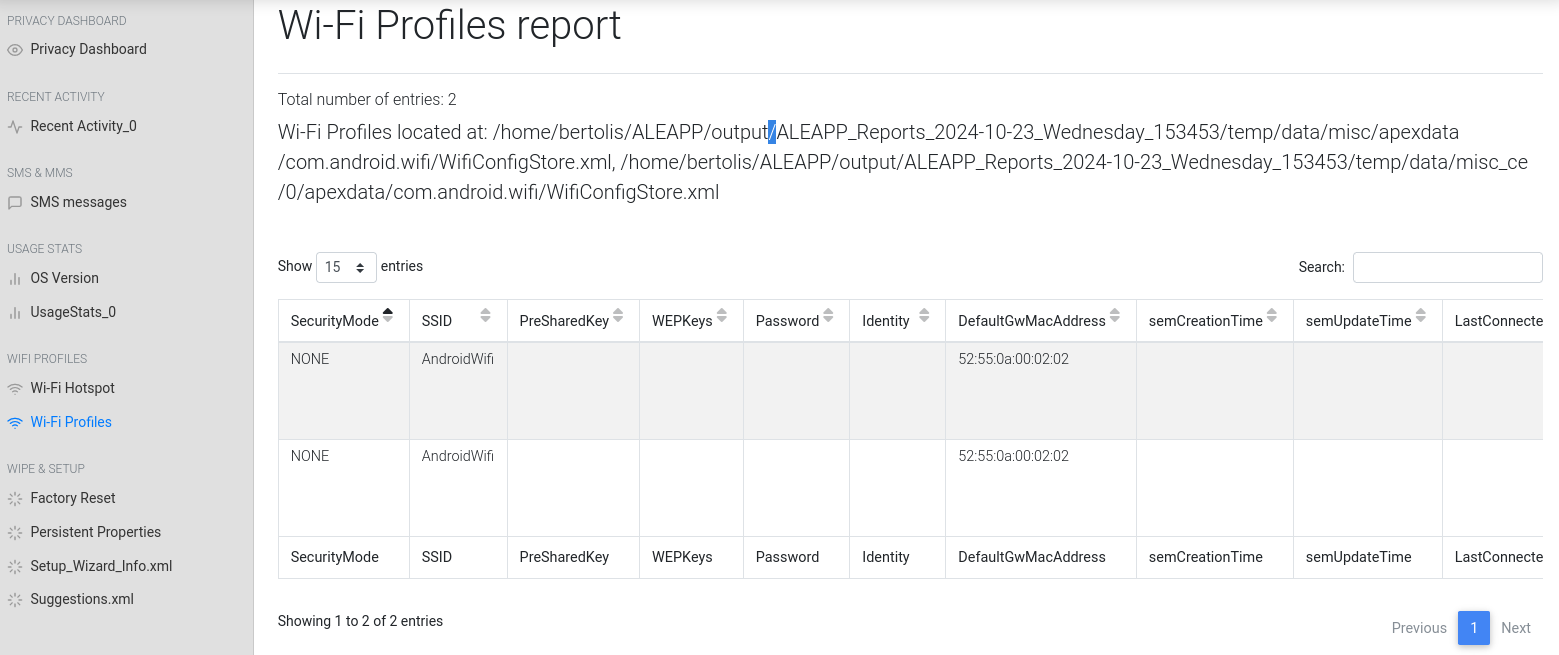 PRIVACY DASHBOARD
Privacy Dashboard
RECENT ACTIVITY
Recent Activity_0
SMS & MMS
SMS messages
USAGE STATS
OS Version
UsageStats_0
WIFI PROFILES
Wi-Fi Hotspot
Wi-Fi Profiles
WIPE & SETUP
Factory Reset
Persistent Properties
Setup_Wizard_Info.xml
Suggestions.xml
Wi-Fi Profiles report
Total number of entries: 2
Wi-Fi Profiles located at: /home/bertolis/ALEAPP/output/ALEAPP_Reports_2024-10-23_Wednesday_153453/temp/data/misc/apexdata
/com.android.wifi/WifiConfigStore.xml, /home/bertolis/ALEAPP/output/ALEAPP_Reports_2024-10-23_Wednesday_153453/temp/data/misc_ce
/0/apexdata/com.android.wifi/WifiConfigStore.xml
Show 15 entries Search:
SecurityMode SSID PreSharedKey WEPKeys Password Identity DefaultGwMacAddress semCreationTime semUpdateTime LastConnecte
NONE AndroidWifi 52:55:0a:00:02:02
NONE AndroidWifi 52:55:0a:00:02:02
SecurityMode SSID PreSharedKey WEPKeys Password Identity DefaultGwMacAddress semCreationTime semUpdateTime LastConnecte
Showing 1 to 2 of 2 entries
Previous 1 Next